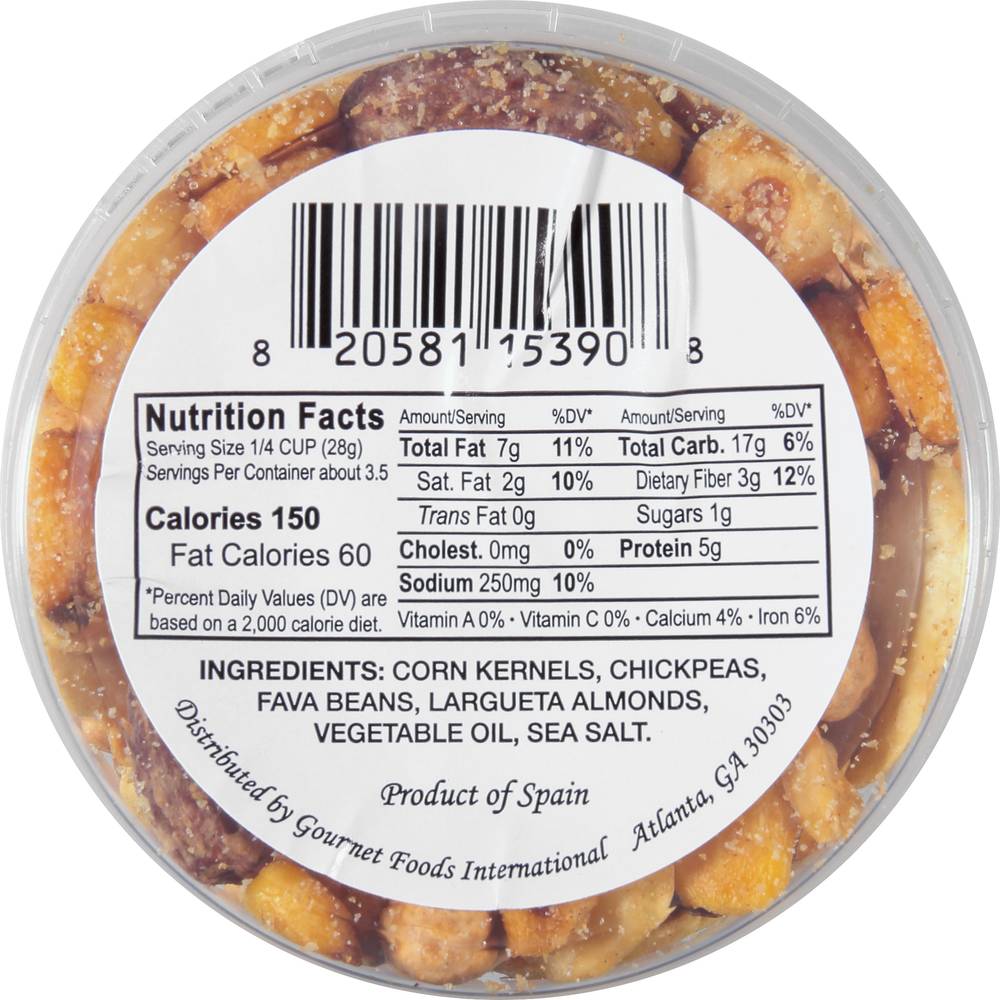 8 20581 15390 8
Nutrition Facts
Serving Size 1/4 CUP (28g)
Servings Per Container about 3.5
Calories 150
Fat Calories 60
*Percent Daily Values (DV) are
based on a 2,000 calorie diet.
Amount/Serving %DV* Amount/Serving %DV*
Total Fat 7g 11% Total Carb. 17g 6%
Sat. Fat 2g 10% Dietary Fiber 3g 12%
Trans Fat 0g Sugars 1g
Cholest. 0mg 0% Protein 5g
Sodium 250mg 10%
Vitamin A 0% • Vitamin C 0% • Calcium 4% • Iron 6%
INGREDIENTS: CORN KERNELS, CHICKPEAS,
FAVA BEANS, LARGUETA ALMONDS,
VEGETABLE OIL, SEA SALT.
Product of Spain
Distributed by Gourmet Foods International Atlanta, GA 30303